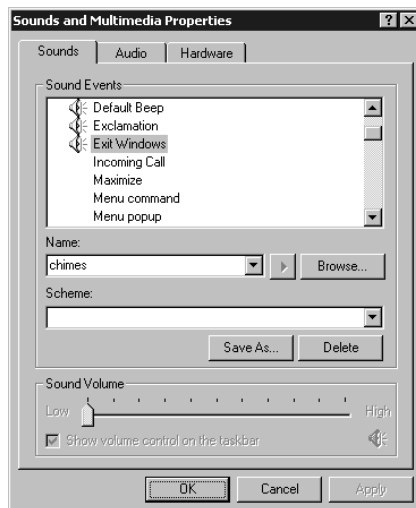 Sounds and Multimedia Properties
Sounds Audio Hardware
Sound Events
Default Beep
Exclamation
Exit Windows
Incoming Call
Maximize
Menu command
Menu popup
Name:
chimes Browse...
Scheme:
Save As... Delete
Sound Volume
Low High
Show volume control on the taskbar
OK Cancel Apply